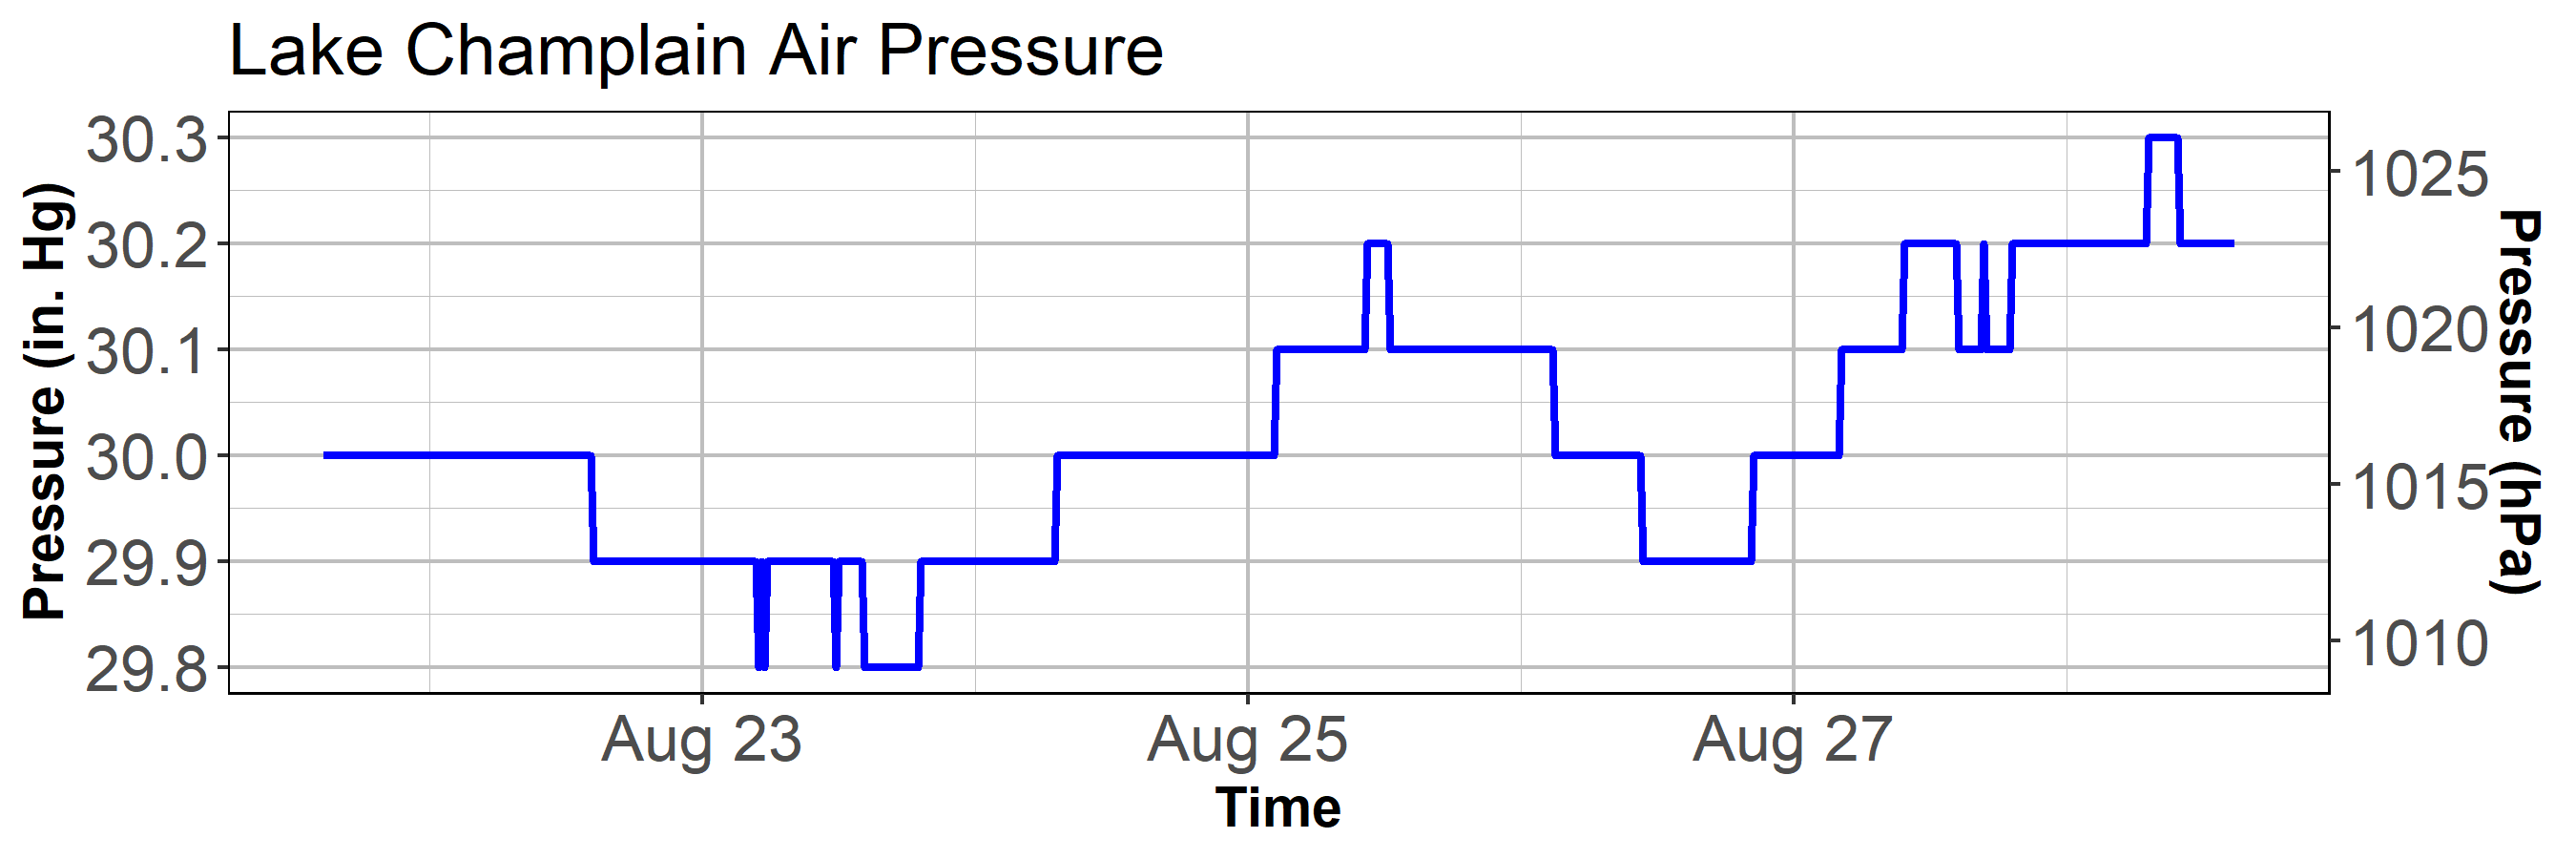 Lake Champlain Air Pressure
Pressure (in. Hg)
30.3
30.2
30.1
30.0
29.9
29.8
1025
1020
1015
1010
Pressure (hPa)
Aug 23 Aug 25 Aug 27
Time